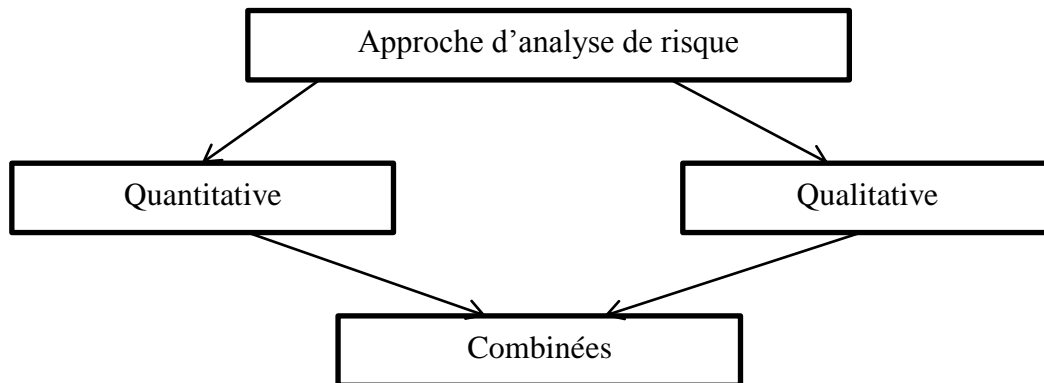 Approche d’analyse de risque
Quantitative
Qualitative
Combinées